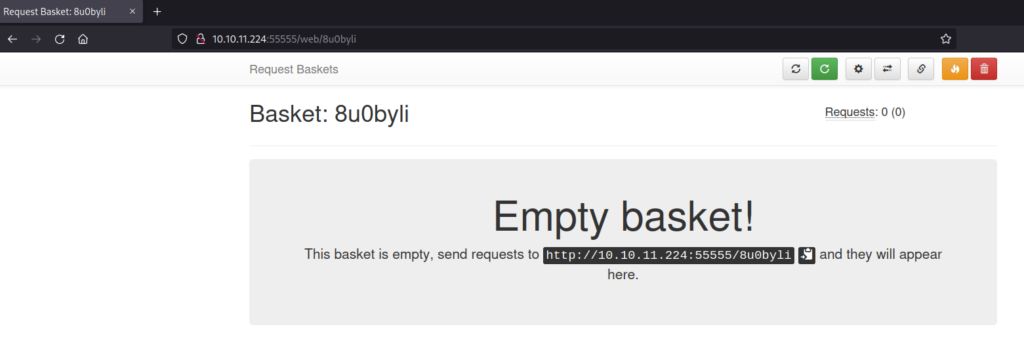 Request Basket: 8u0byli
10.10.11.224:55555/web/8u0byli
Request Baskets
Basket: 8u0byli
Requests: 0 (0)
Empty basket!
This basket is empty, send requests to http://10.10.11.224:55555/8u0byli and they will appear
here.